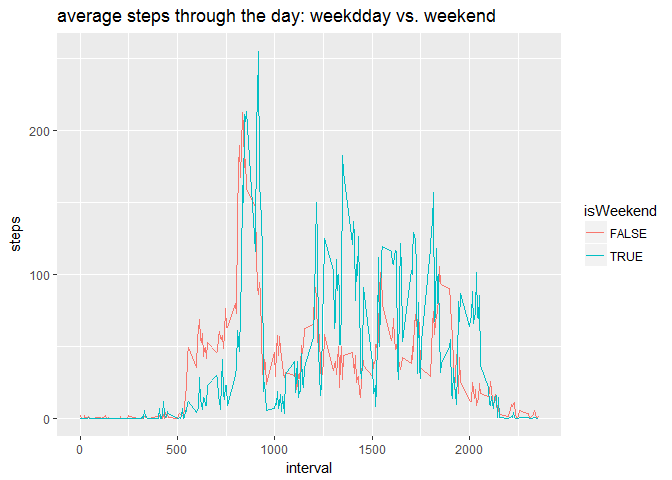 average steps through the day: weekdday vs. weekend
steps
200
100
0
0
500
1000
1500
2000
interval
isWeekend
FALSE
TRUE